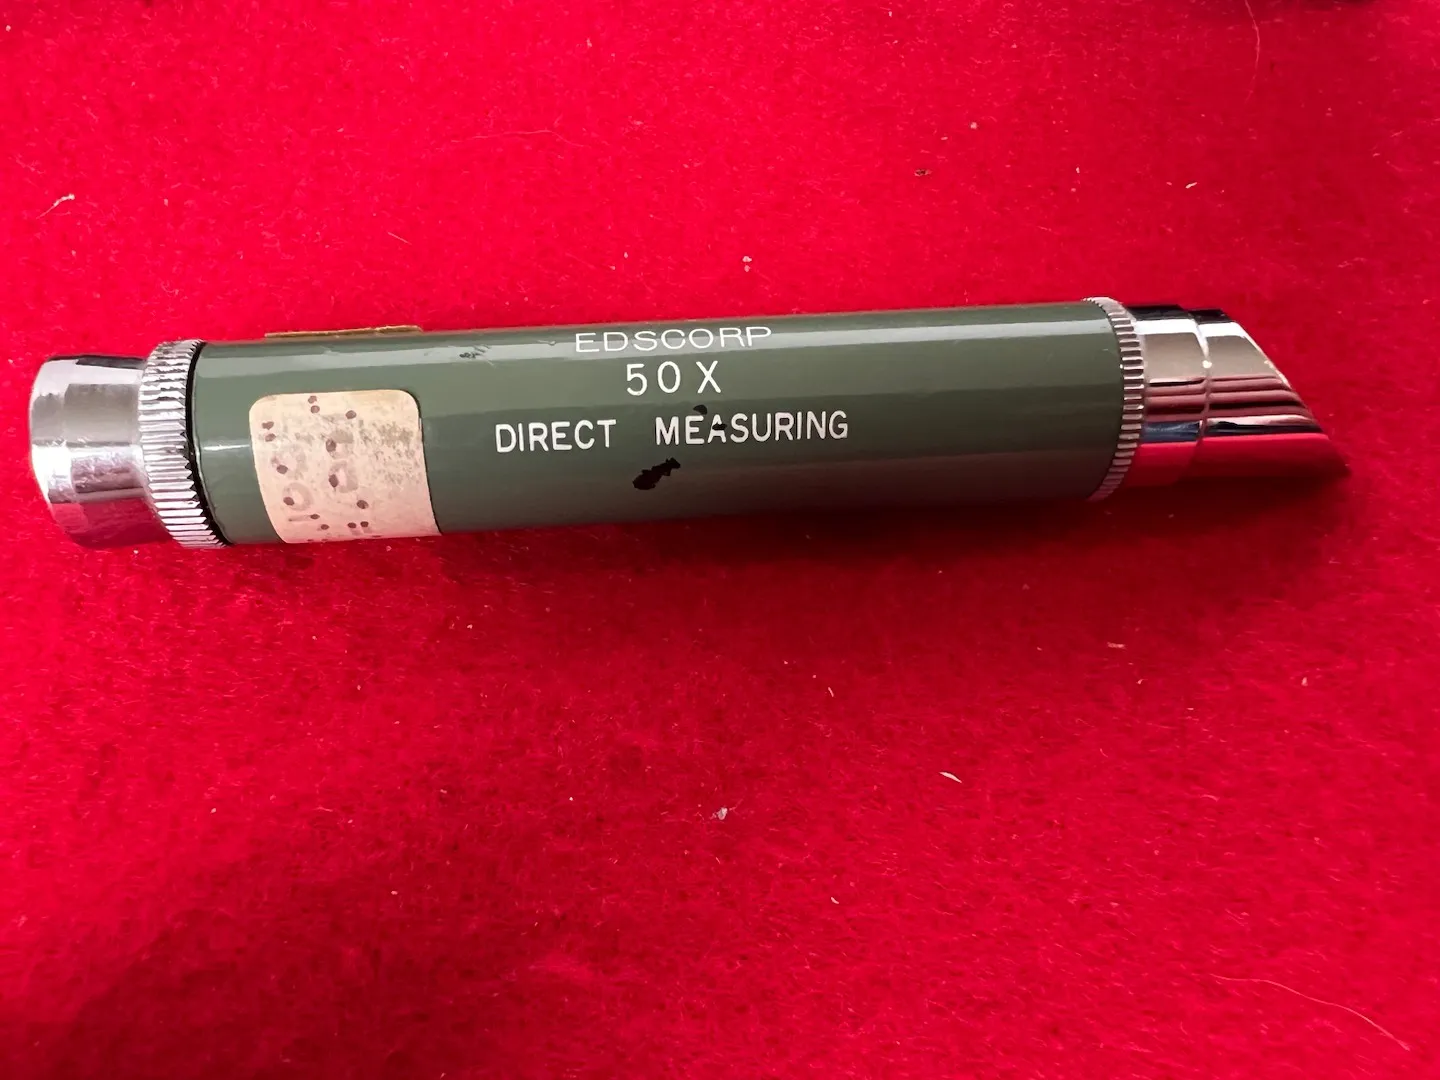 EDSCORP
50X
DIRECT MEASURING